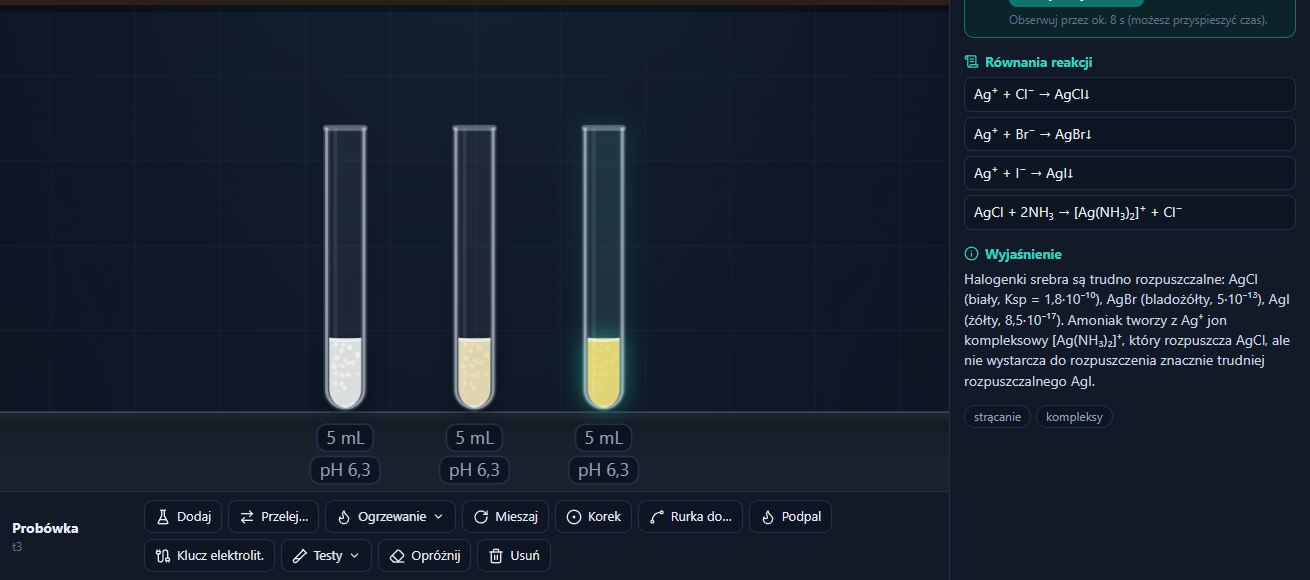 Obserwuj przez ok. 8 s (możesz przyspieszyć czas).
Równania reakcji
Ag⁺ + Cl⁻ → AgCl↓
Ag⁺ + Br⁻ → AgBr↓
Ag⁺ + I⁻ → AgI↓
AgCl + 2NH₃ → [Ag(NH₃)₂]⁺ + Cl⁻
Wyjaśnienie
Halogenki srebra są trudno rozpuszczalne: AgCl
(biały, Ksp = 1,8·10⁻¹⁰), AgBr (bladożółty, 5·10⁻¹³), AgI
(żółty, 8,5·10⁻¹⁷). Amoniak tworzy z Ag⁺ jon
kompleksowy [Ag(NH₃)₂]⁺, który rozpuszcza AgCl, ale
nie wystarcza do rozpuszczenia znacznie trudniej
rozpuszczalnego AgI.
strącanie kompleksy
5 mL 5 mL 5 mL
pH 6,3 pH 6,3 pH 6,3
Probówka
t3
Dodaj Przelej... Ogrzewanie Mieszaj Korek Rurka do... Podpal
Klucz elektrolit. Testy Opróżnij Usuń